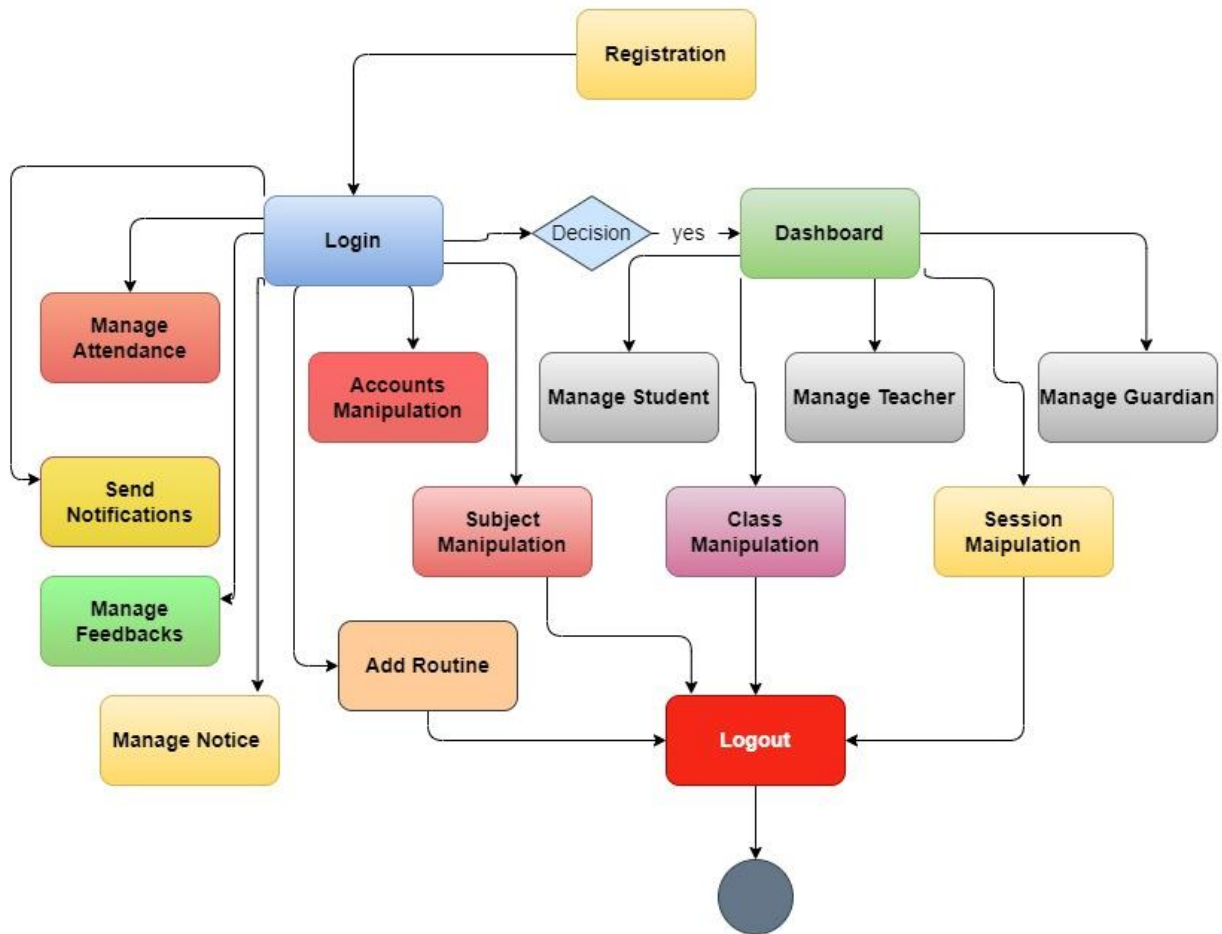 Registration
Login
Decision
yes
Dashboard
Manage
Attendance
Accounts
Manipulation
Manage Student
Manage Teacher
Manage Guardian
Send
Notifications
Subject
Manipulation
Class
Manipulation
Session
Maipulation
Manage
Feedbacks
Add Routine
Manage Notice
Logout